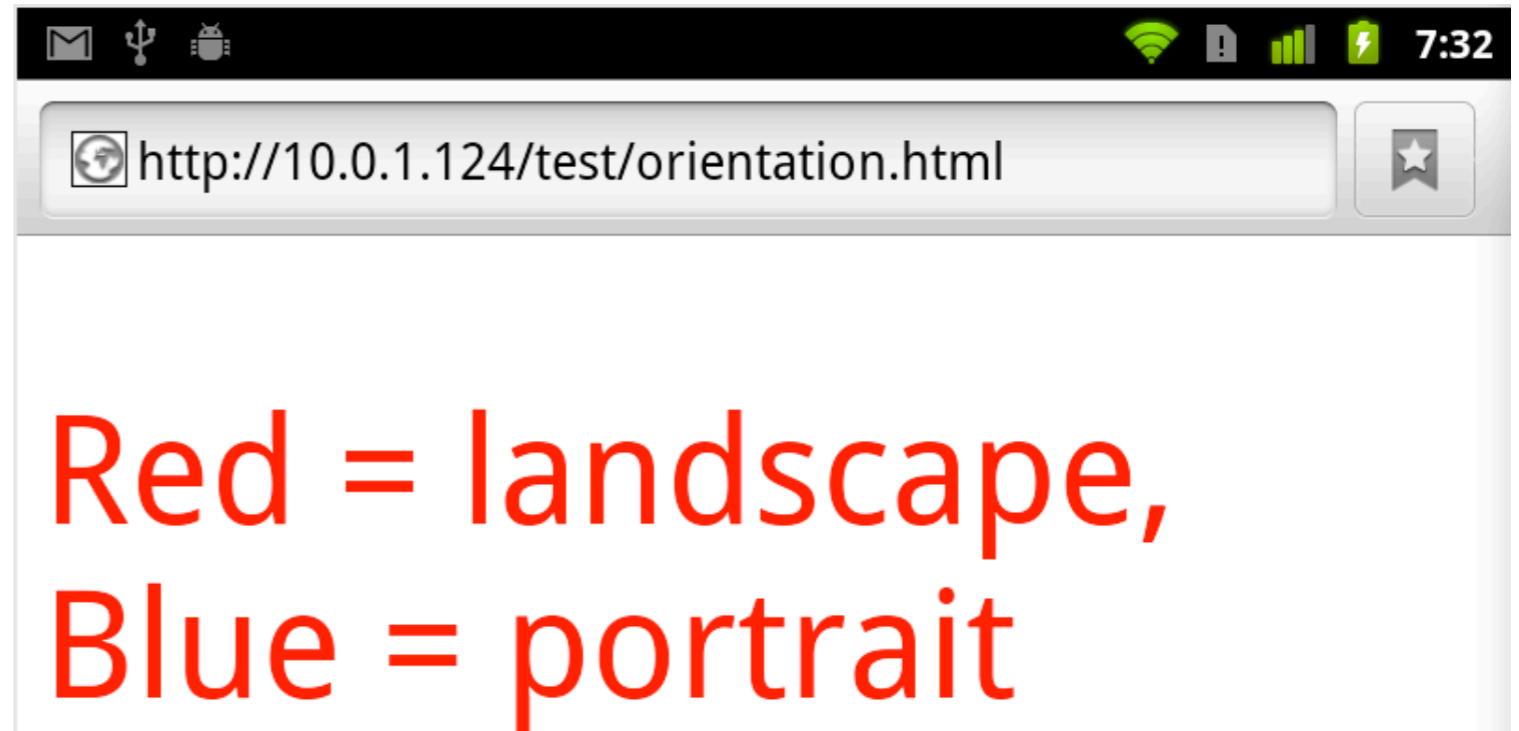 7:32
http://10.0.1.124/test/orientation.html
Red = landscape,
Blue = portrait